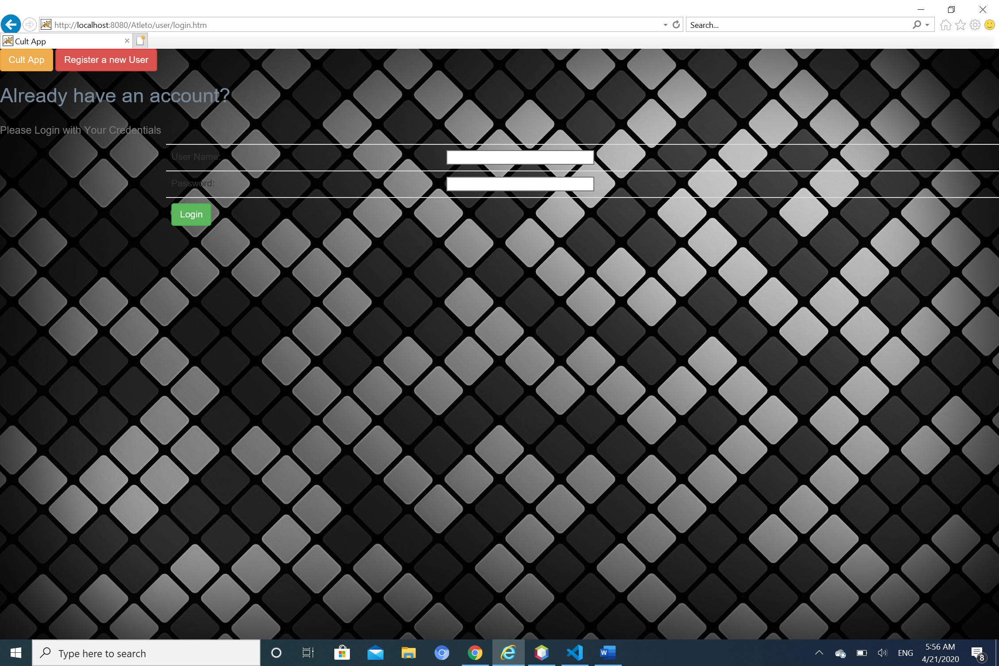 http://localhost:8080/Atleto/user/login.htm
Search...
Cult App
Cult App
Register a new User
Already have an account?
Please Login with Your Credentials
User Name:
Password:
Login
Type here to search
W
ENG
5:56 AM
4/21/2020
8